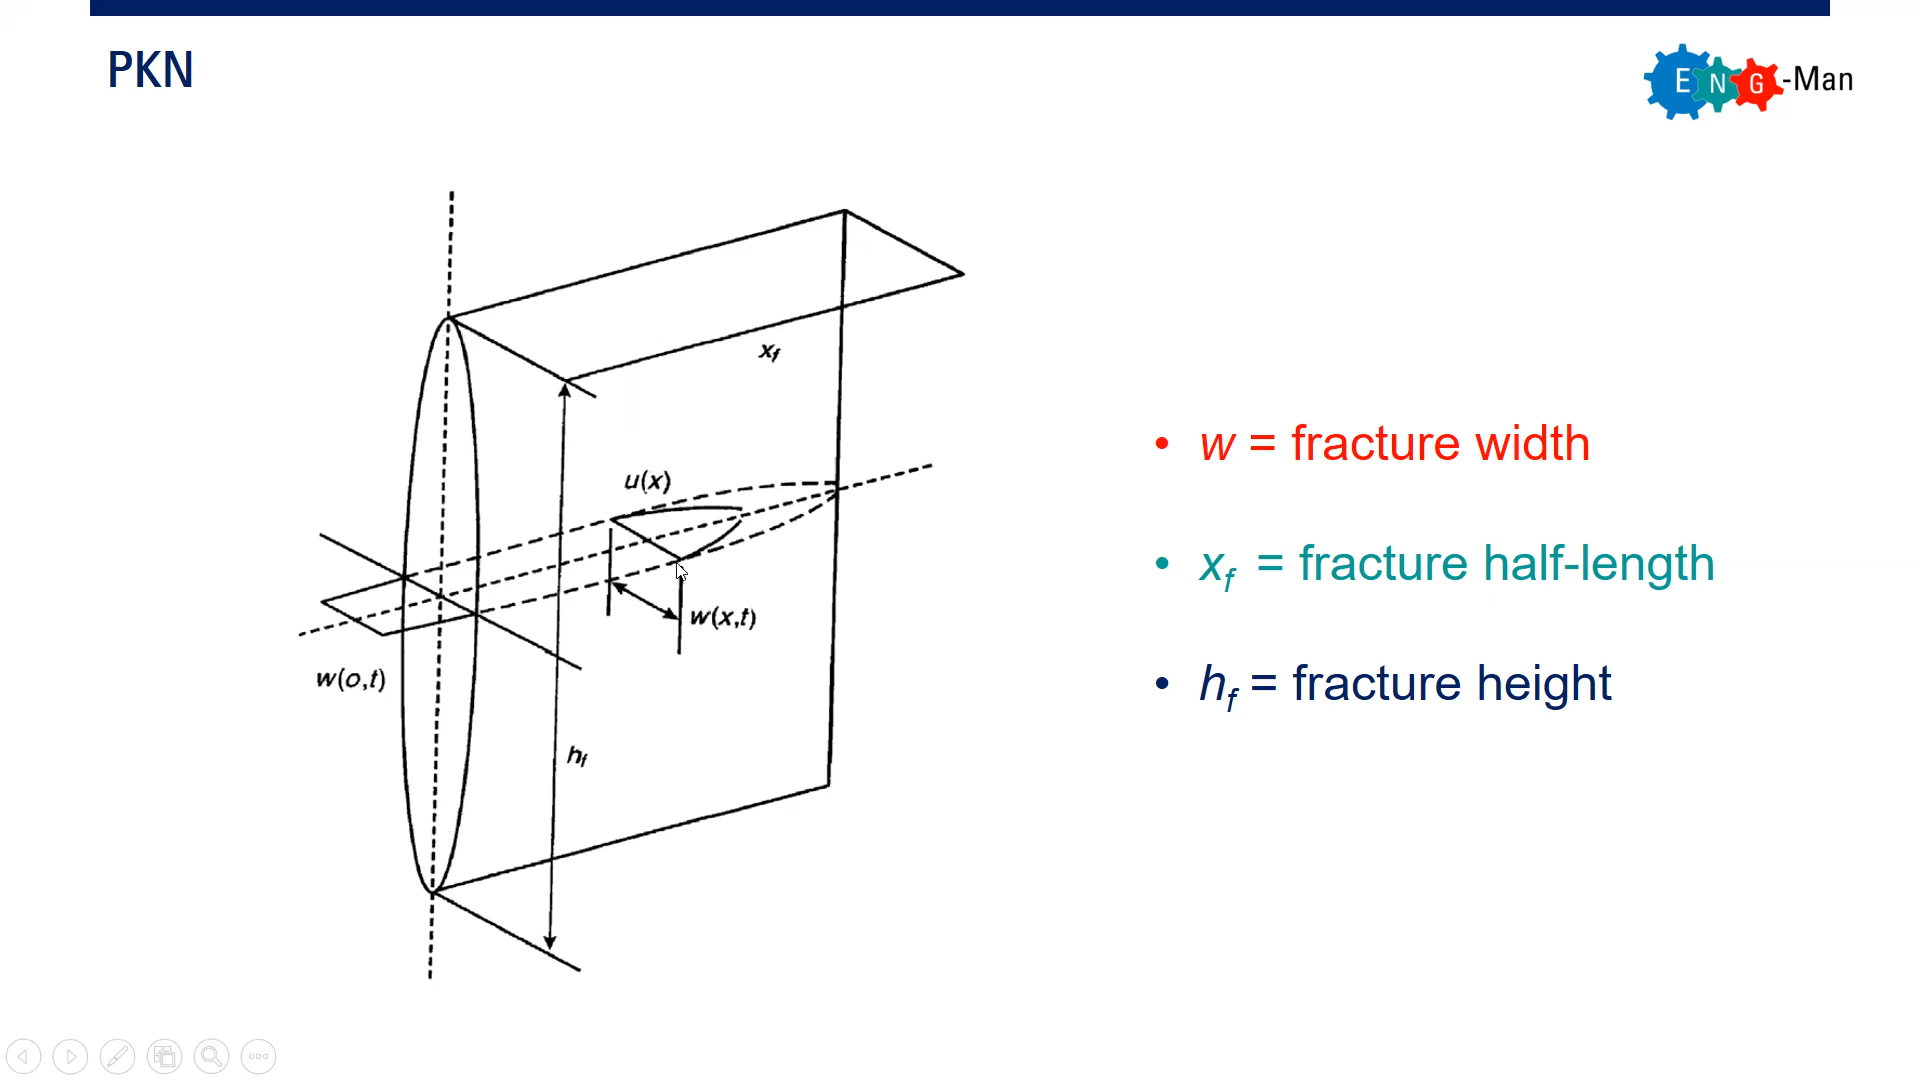 PKN
E N G -Man
x_f
u(x)
w(x,t)
w(o,t)
h_f
• w = fracture width
• x_f = fracture half-length
• h_f = fracture height